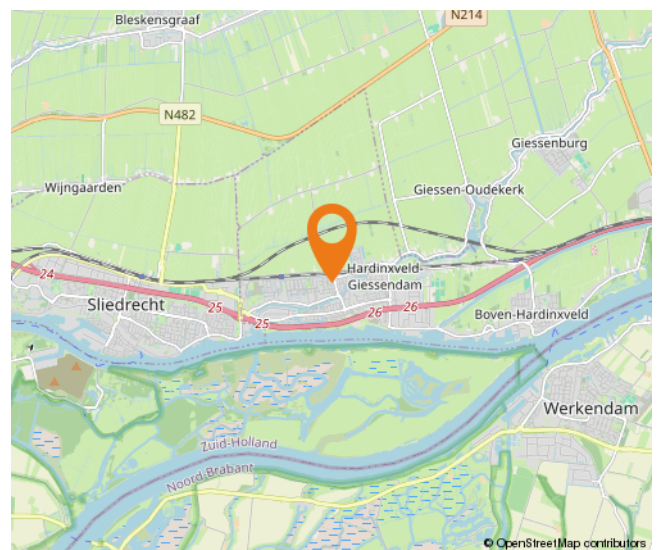 N214
Bleskensgraaf
N482
Giessenburg
Wijngaarden
Giessen-Oudekerk
24
Hardinxveld-
Giessendam
Sliedrecht
25
25
26
26
Boven-Hardinxveld
Werkendam
Zuid-Holland
Noord-Brabant
© OpenStreetMap contributors